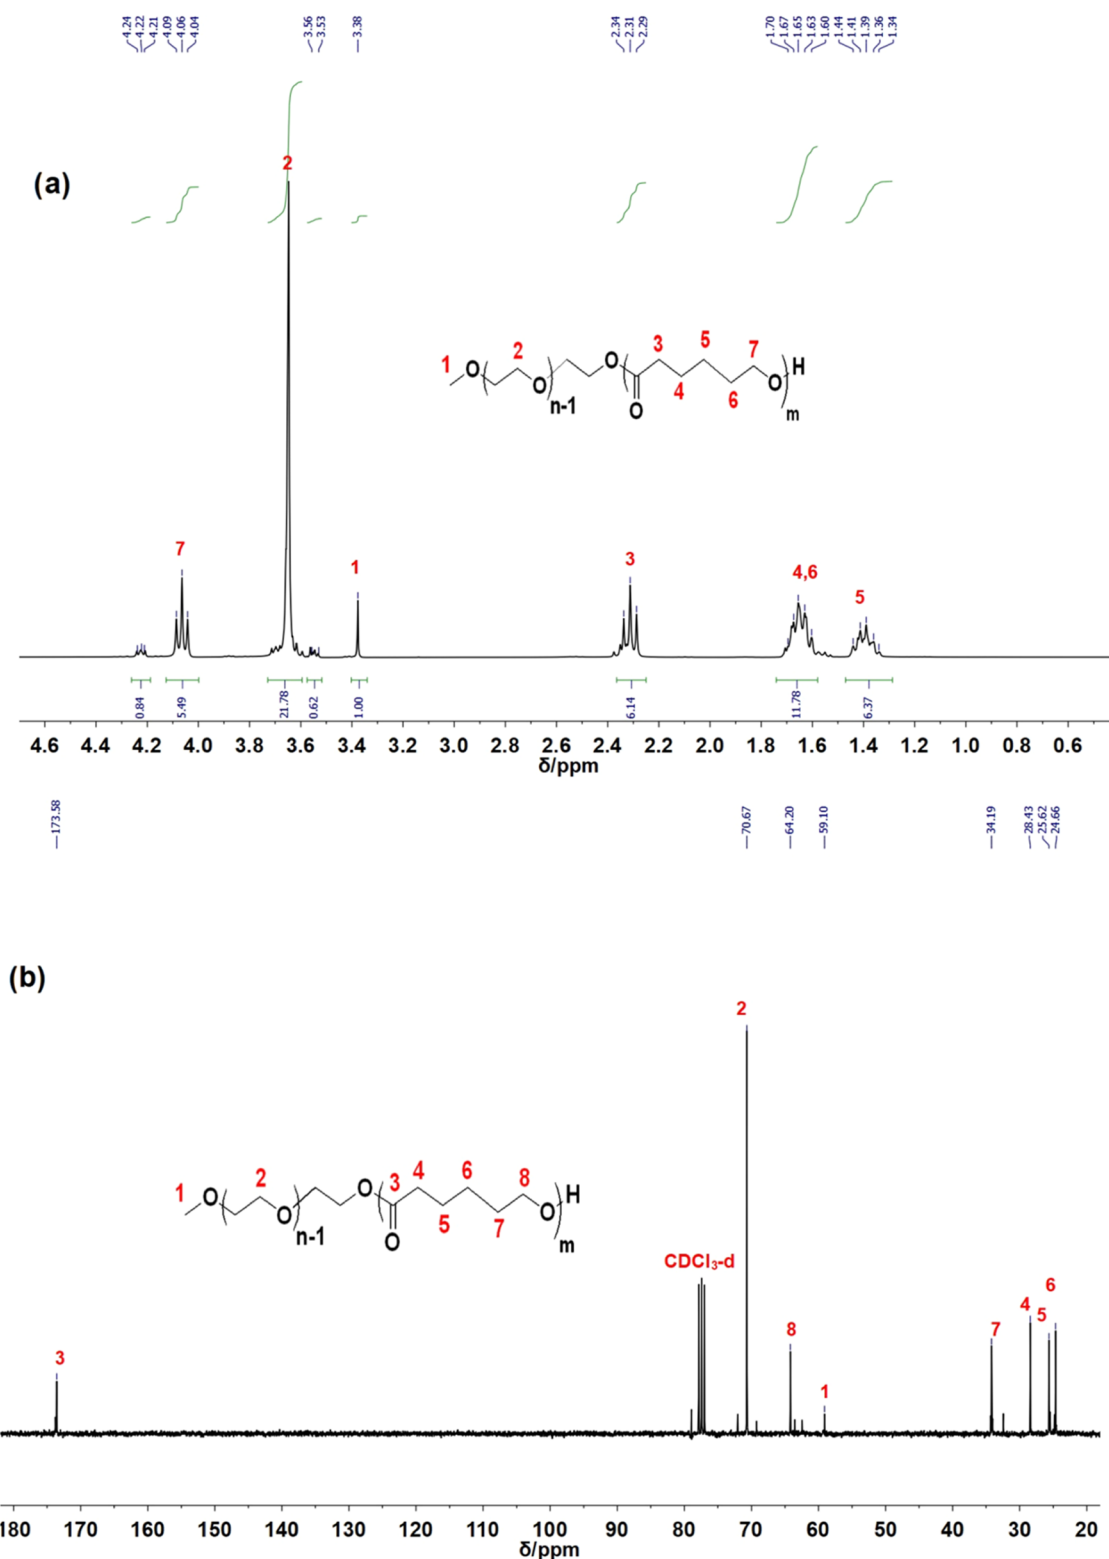 4.24 4.22 4.21 4.09 4.06 4.04 3.56 3.53 3.38 2.34 2.31 2.29 1.70 1.67 1.65 1.63 1.60 1.44 1.41 1.39 1.36 1.34
(a)
2
1 O 2 O n-1 O O 3 4 5 6 7 O H m
7 1 3 4,6 5
0.84 5.49 21.78 0.62 1.00 6.14 11.78 6.37
4.6 4.4 4.2 4.0 3.8 3.6 3.4 3.2 3.0 2.8 2.6 2.4 2.2 2.0 1.8 1.6 1.4 1.2 1.0 0.8 0.6
δ/ppm
173.58 70.67 64.20 59.10 34.19 28.43 25.62 24.66
(b)
2
1 O 2 O n-1 O 3 O 4 5 6 7 8 O H m
CDCl₃-d
3 8 1 7 4 5 6
180 170 160 150 140 130 120 110 100 90 80 70 60 50 40 30 20
δ/ppm